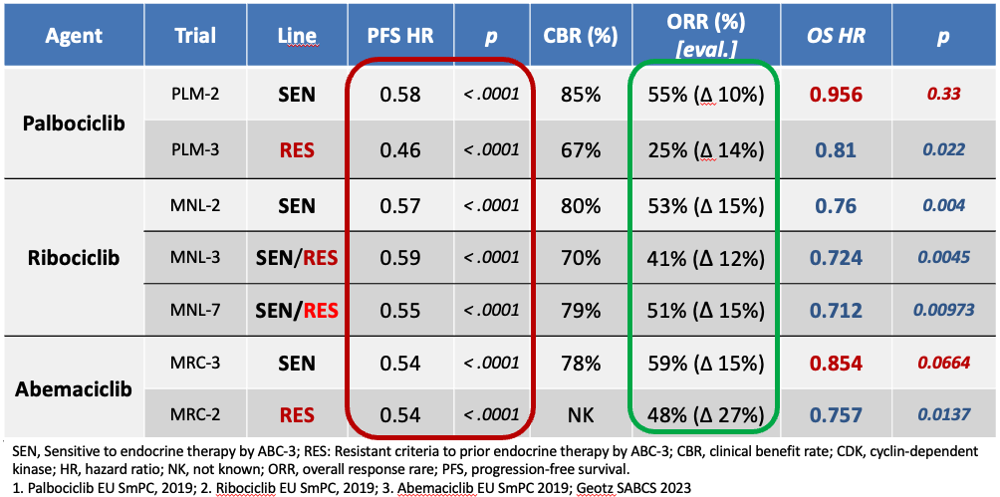 Agent Trial Line PFS HR p CBR (%) ORR (%) [eval.] OS HR p
Palbociclib
PLM-2 SEN 0.58 < .0001 85% 55% (Δ 10%) 0.956 0.33
PLM-3 RES 0.46 < .0001 67% 25% (Δ 14%) 0.81 0.022
Ribociclib
MNL-2 SEN 0.57 < .0001 80% 53% (Δ 15%) 0.76 0.004
MNL-3 SEN/RES 0.59 < .0001 70% 41% (Δ 12%) 0.724 0.0045
MNL-7 SEN/RES 0.55 < .0001 79% 51% (Δ 15%) 0.712 0.00973
Abemaciclib
MRC-3 SEN 0.54 < .0001 78% 59% (Δ 15%) 0.854 0.0664
MRC-2 RES 0.54 < .0001 NK 48% (Δ 27%) 0.757 0.0137
SEN, Sensitive to endocrine therapy by ABC-3; RES: Resistant criteria to prior endocrine therapy by ABC-3; CBR, clinical benefit rate; CDK, cyclin-dependent
kinase; HR, hazard ratio; NK, not known; ORR, overall response rare; PFS, progression-free survival.
1. Palbociclib EU SmPC, 2019; 2. Ribociclib EU SmPC, 2019; 3. Abemaciclib EU SmPC 2019; Geotz SABCS 2023